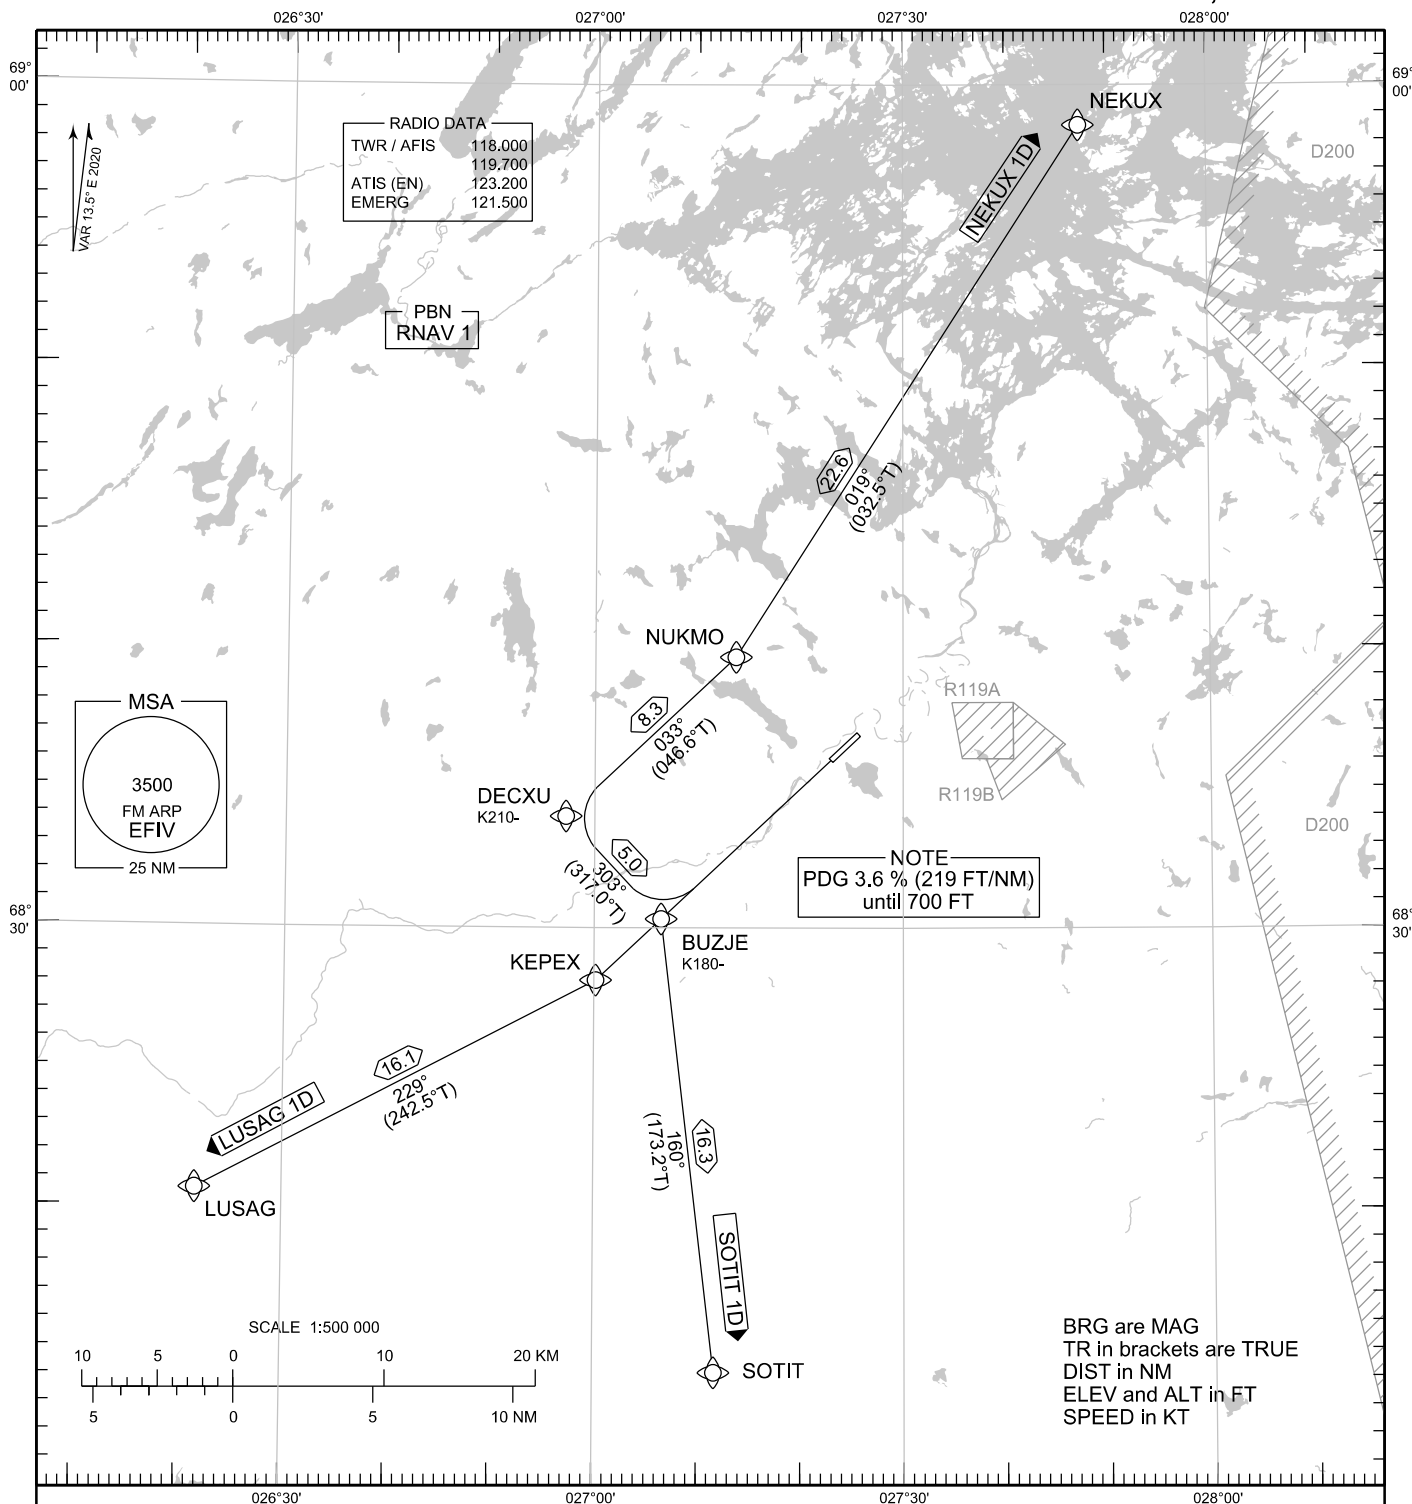 026°30'
027°00'
027°30'
028°00'
69°
00'
69°
00'
NEKUX
D200
RADIO DATA
TWR / AFIS 118.000
119.700
ATIS (EN) 123.200
EMERG 121.500
VAR 13.5° E 2020
NEKUX 1D
PBN
RNAV 1
22.6
019°
(032.5°T)
NUKMO
R119A
MSA
3500
FM ARP
EFIV
25 NM
8.3
033°
(046.6°T)
DECXU
K210-
R119B
D200
5.0
303°
(317.0°T)
NOTE
PDG 3.6 % (219 FT/NM)
until 700 FT
68°
30'
68°
30'
BUZJE
K180-
KEPEX
16.1
229°
(242.5°T)
LUSAG 1D
LUSAG
16.3
160°
(173.2°T)
SOTIT 1D
SOTIT
SCALE 1:500 000
10 5 0 10 20 KM
5 0 5 10 NM
BRG are MAG
TR in brackets are TRUE
DIST in NM
ELEV and ALT in FT
SPEED in KT
026°30'
027°00'
027°30'
028°00'